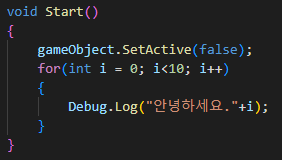 void Start()
{
    gameObject.SetActive(false);
    for(int i = 0; i<10; i++)
    {
        Debug.Log("안녕하세요."+i);
    }
}